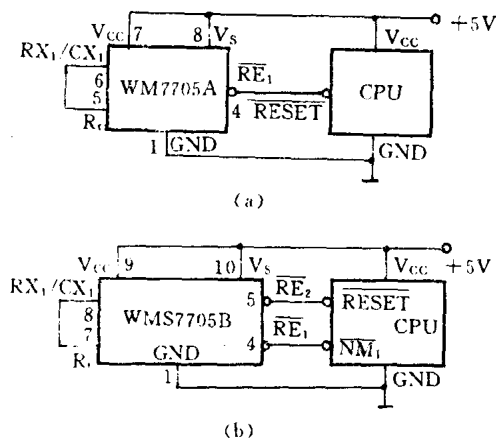 Vcc 7 8 Vs +5V
RX1/CX1 Vcc
6 WM7705A RE1 CPU
5 4 RESET
R1
1 GND GND
(a)
Vcc 9 10 Vs +5V
RX1/CX1 Vcc
8 5 RE2 RESET
7 WMS7705B CPU
4 RE1 NM1
GND
1 GND
(b)